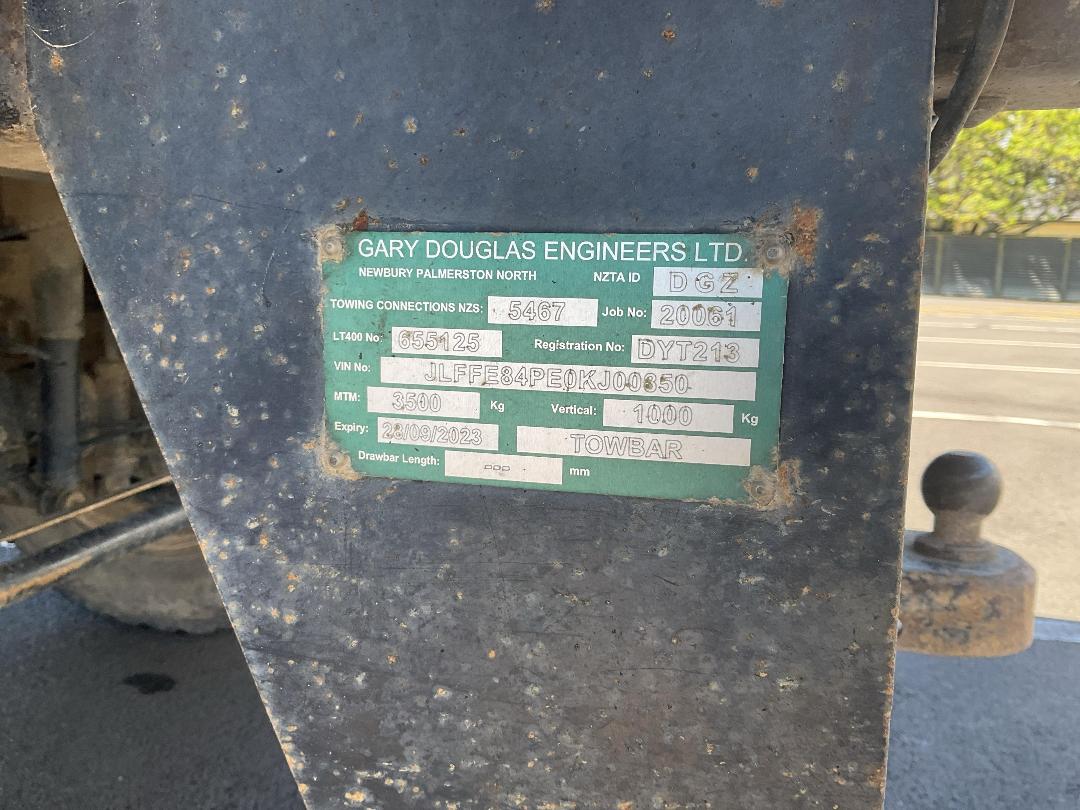 GARY DOUGLAS ENGINEERS LTD.
NEWBURY PALMERSTON NORTH NZTA ID DGZ
TOWING CONNECTIONS NZS: 5467 Job No: 20061
LT400 No: 655125 Registration No: DYT213
VIN No: JLFFE84PE0KJ00350
MTM: 3500 Kg Vertical: 1000 Kg
Expiry: 28/09/2023 TOWBAR
Drawbar Length: --- mm